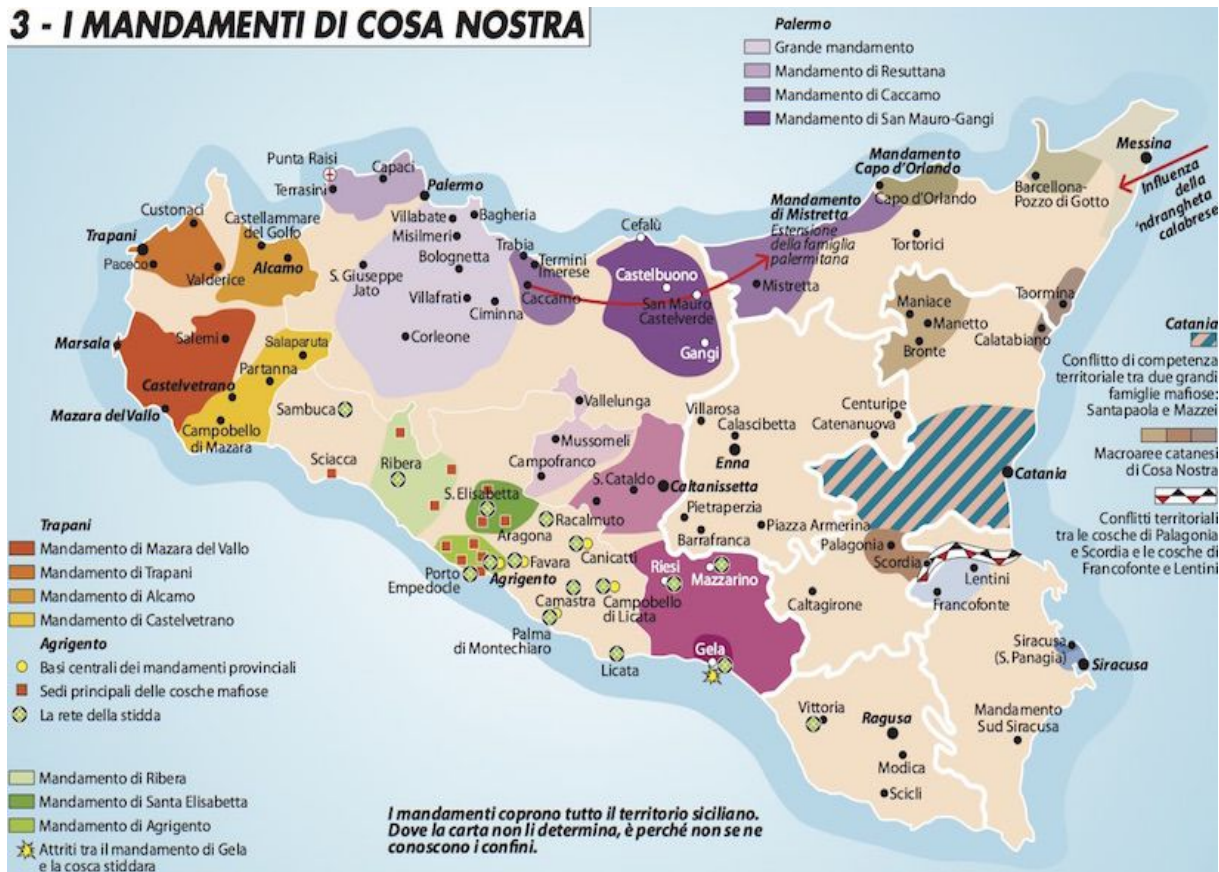 3 - I MANDAMENTI DI COSA NOSTRA
Palermo
Grande mandamento
Mandamento di Resuttana
Mandamento di Caccamo
Mandamento di San Mauro-Gangi
Messina
Influenza
della
'ndrangheta
calabrese
Mandamento
Capo d'Orlando
Capo d'Orlando
Barcellona-
Pozzo di Gotto
Punta Raisi
Capaci
Terrasini
Palermo
Mandamento
di Mistretta
Estensione
della famiglia
palermitana
Mistretta
Tortorici
Custonaci
Castellammare
del Golfo
Trapani
Paceco
Valderice
Alcamo
Villabate
Bagheria
Misilmeri
Bolognetta
S. Giuseppe
Jato
Villafrati
Ciminna
Corleone
Trabia
Termini
Imerese
Caccamo
Cefalù
Castelbuono
San Mauro
Castelverde
Gangi
Maniace
Manetto
Bronte
Taormina
Calatabiano
Marsala
Salemi
Salaparuta
Partanna
Castelvetrano
Mazara del Vallo
Campobello
di Mazara
Sambuca
Sciacca
Ribera
Vallelunga
Mussomeli
Campofranco
S. Cataldo
Caltanissetta
Villarosa
Calascibetta
Enna
Centuripe
Catenanuova
Catania
Pietraperzia
Barrafranca
Piazza Armerina
Palagonia
Scordia
Lentini
Francofonte
Caltagirone
S. Elisabetta
Aragona
Racalmuto
Canicatti
Favara
Agrigento
Porto
Empedocle
Camastra
Campobello
di Licata
Palma
di Montechiaro
Licata
Riesi
Mazzarino
Gela
Vittoria
Ragusa
Modica
Scicli
Siracusa
(S. Panagia)
Siracusa
Mandamento
Sud Siracusa
Catania
Conflitto di competenza
territoriale tra due grandi
famiglie mafiose:
Santapaola e Mazzei
Macroaree catanesi
di Cosa Nostra
Conflitti territoriali
tra le cosche di Palagonia
e Scordia e le cosche di
Francofonte e Lentini
Trapani
Mandamento di Mazara del Vallo
Mandamento di Trapani
Mandamento di Alcamo
Mandamento di Castelvetrano
Agrigento
Basi centrali dei mandamenti provinciali
Sedi principali delle cosche mafiose
La rete della stidda
Mandamento di Ribera
Mandamento di Santa Elisabetta
Mandamento di Agrigento
Attriti tra il mandamento di Gela
e la cosca stiddara
I mandamenti coprono tutto il territorio siciliano.
Dove la carta non li determina, è perché non se ne
conoscono i confini.